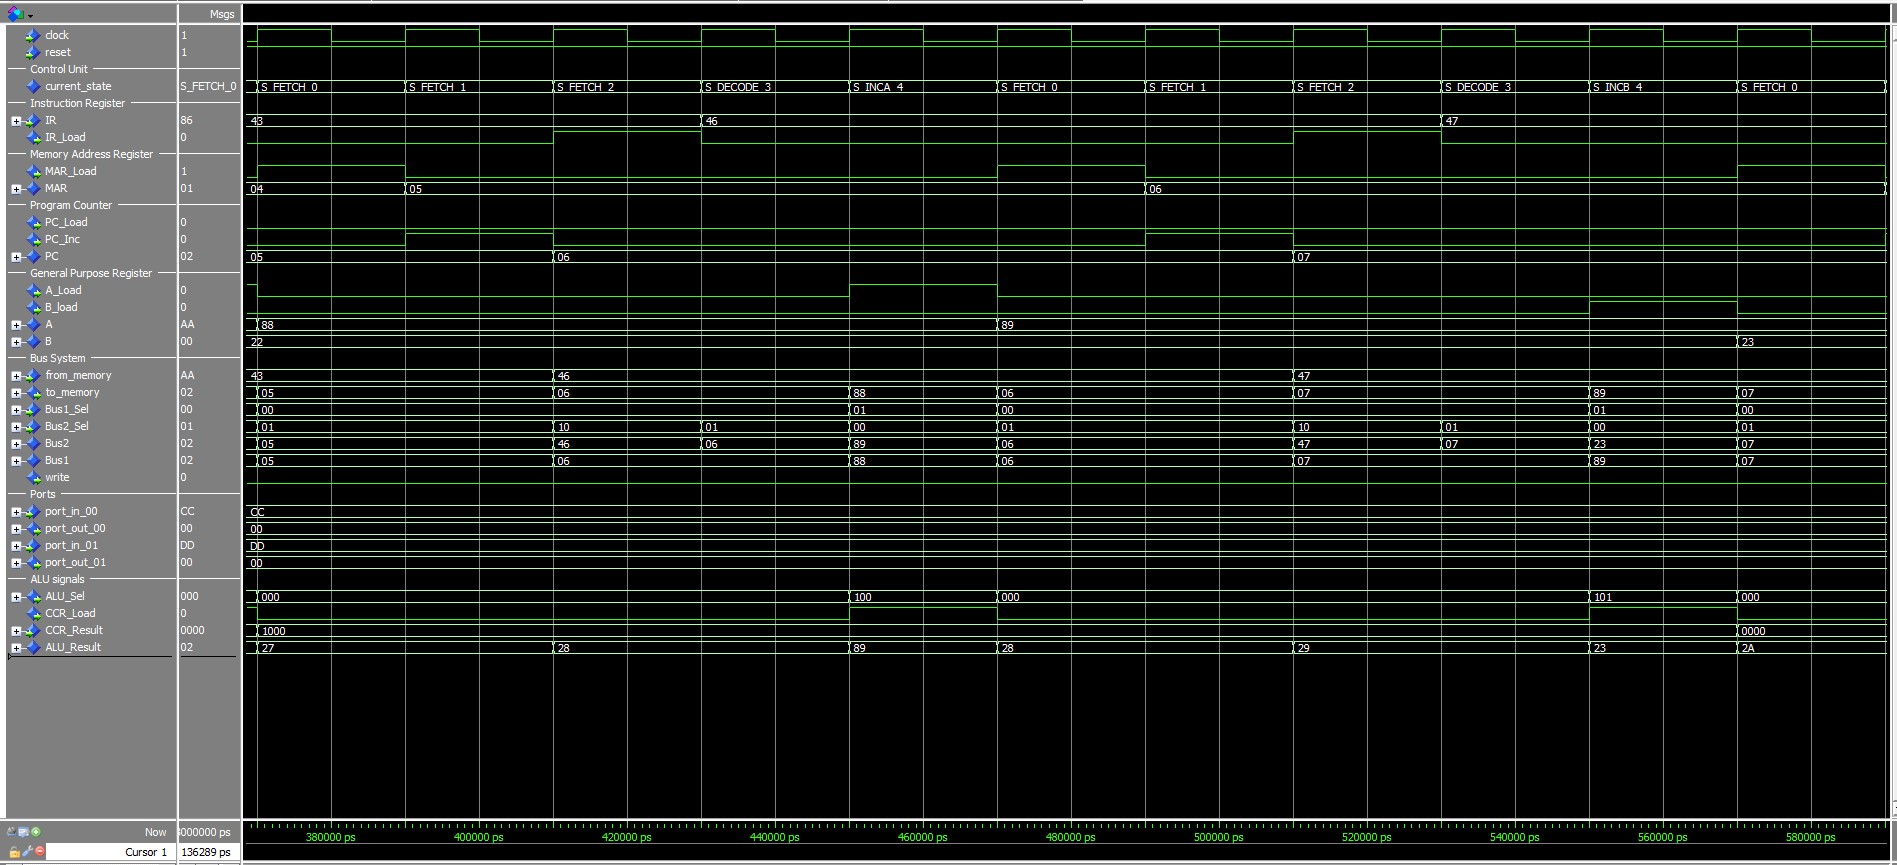 Msgs
clock 1
reset 1
Control Unit
current_state S_FETCH_0 S_FETCH_0 S_FETCH_1 S_FETCH_2 S_DECODE_3 S_INCA_4 S_FETCH_0 S_FETCH_1 S_FETCH_2 S_DECODE_3 S_INCB_4 S_FETCH_0
Instruction Register
IR 86 43 46 47
IR_Load 0
Memory Address Register
MAR_Load 1
MAR 01 04 05 06
Program Counter
PC_Load 0
PC_Inc 0
PC 02 05 06 07
General Purpose Register
A_Load 0
B_load 0
A AA 88 89
B 00 22 23
Bus System
from_memory AA 43 46 47
to_memory 02 05 06 88 06 07 89 07
Bus1_Sel 00 00 01 00 01 00
Bus2_Sel 01 01 10 01 00 01 10 01 00 01
Bus2 02 05 46 06 89 06 47 07 23 07
Bus1 02 05 06 88 06 07 89 07
write 0
Ports
port_in_00 CC CC
port_out_00 00 00
port_in_01 DD DD
port_out_01 00 00
ALU signals
ALU_Sel 000 000 100 000 101 000
CCR_Load 0
CCR_Result 0000 1000 0000
ALU_Result 02 27 28 89 28 29 23 2A
Now 000000 ps 380000 ps 400000 ps 420000 ps 440000 ps 460000 ps 480000 ps 500000 ps 520000 ps 540000 ps 560000 ps 580000 ps
Cursor 1 136289 ps